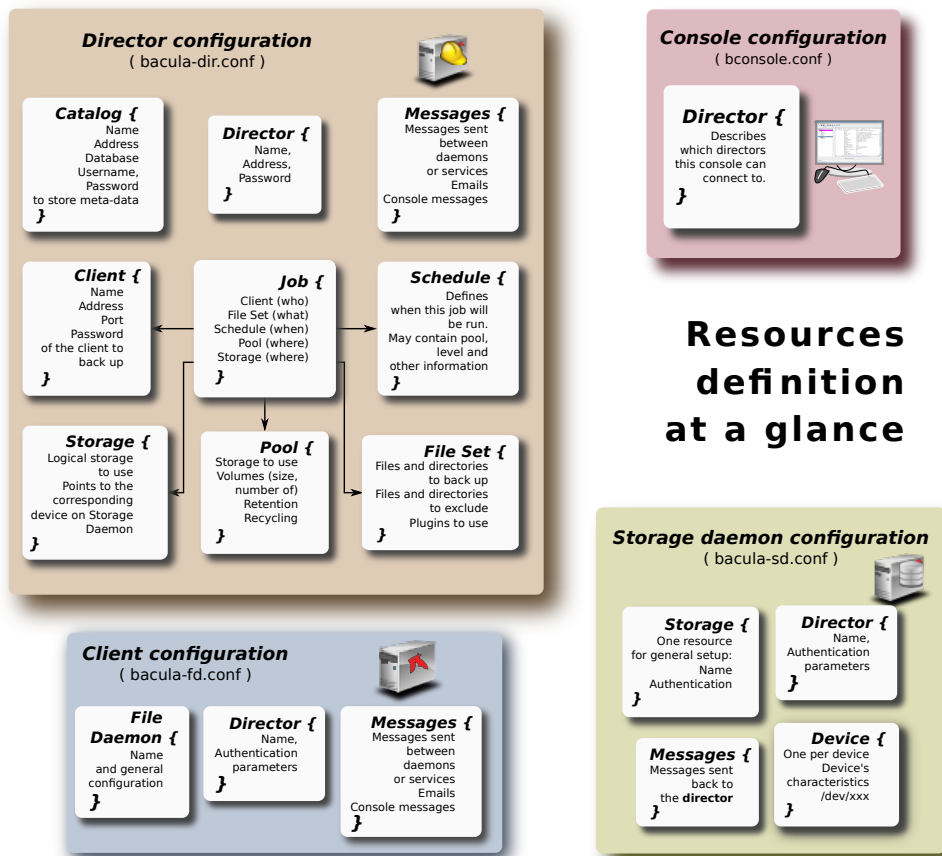 Director configuration
( bacula-dir.conf )
Catalog {
Name
Address
Database
Username,
Password
to store meta-data
}
Director {
Name,
Address,
Password
}
Messages {
Messages sent
between
daemons
or services
Emails
Console messages
}
Client {
Name
Address
Port
Password
of the client to
back up
}
Job {
Client (who)
File Set (what)
Schedule (when)
Pool (where)
Storage (where)
}
Schedule {
Defines
when this job will
be run.
May contain pool,
level and
other information
}
Storage {
Logical storage
to use
Points to the
corresponding
device on Storage
Daemon
}
Pool {
Storage to use
Volumes (size,
number of)
Retention
Recycling
}
File Set {
Files and directories
to back up
Files and directories
to exclude
Plugins to use
}
Console configuration
( bconsole.conf )
Director {
Describes
which directors
this console can
connect to.
}
Resources
definition
at a glance
Client configuration
( bacula-fd.conf )
File
Daemon {
Name
and general
configuration
}
Director {
Name,
Authentication
parameters
}
Messages {
Messages sent
between
daemons
or services
Emails
Console messages
}
Storage daemon configuration
( bacula-sd.conf )
Storage {
One resource
for general setup:
Name
Authentication
}
Director {
Name,
Authentication
parameters
}
Messages {
Messages sent
back to
the director
}
Device {
One per device
Device's
characteristics
/dev/xxx
}